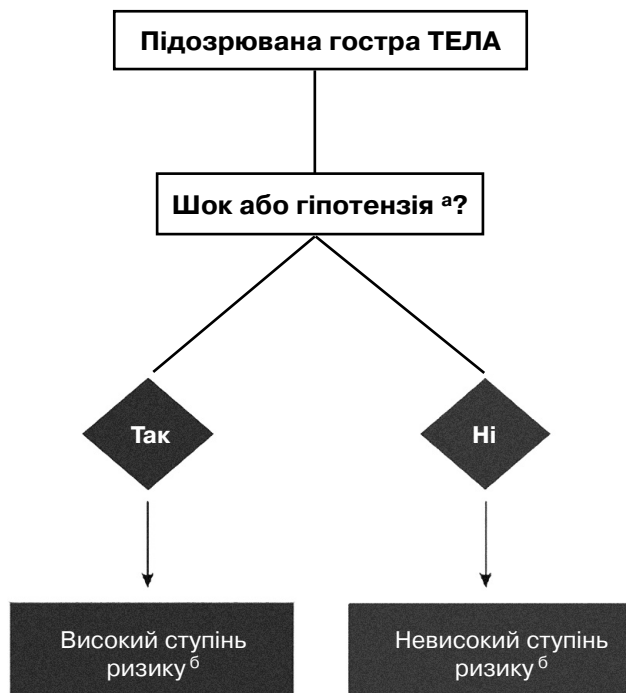 Підозрювана гостра ТЕЛА
Шок або гіпотензія ᵃ?
Так
Ні
Високий ступінь
ризику ᵟ
Невисокий ступінь
ризику ᵟ